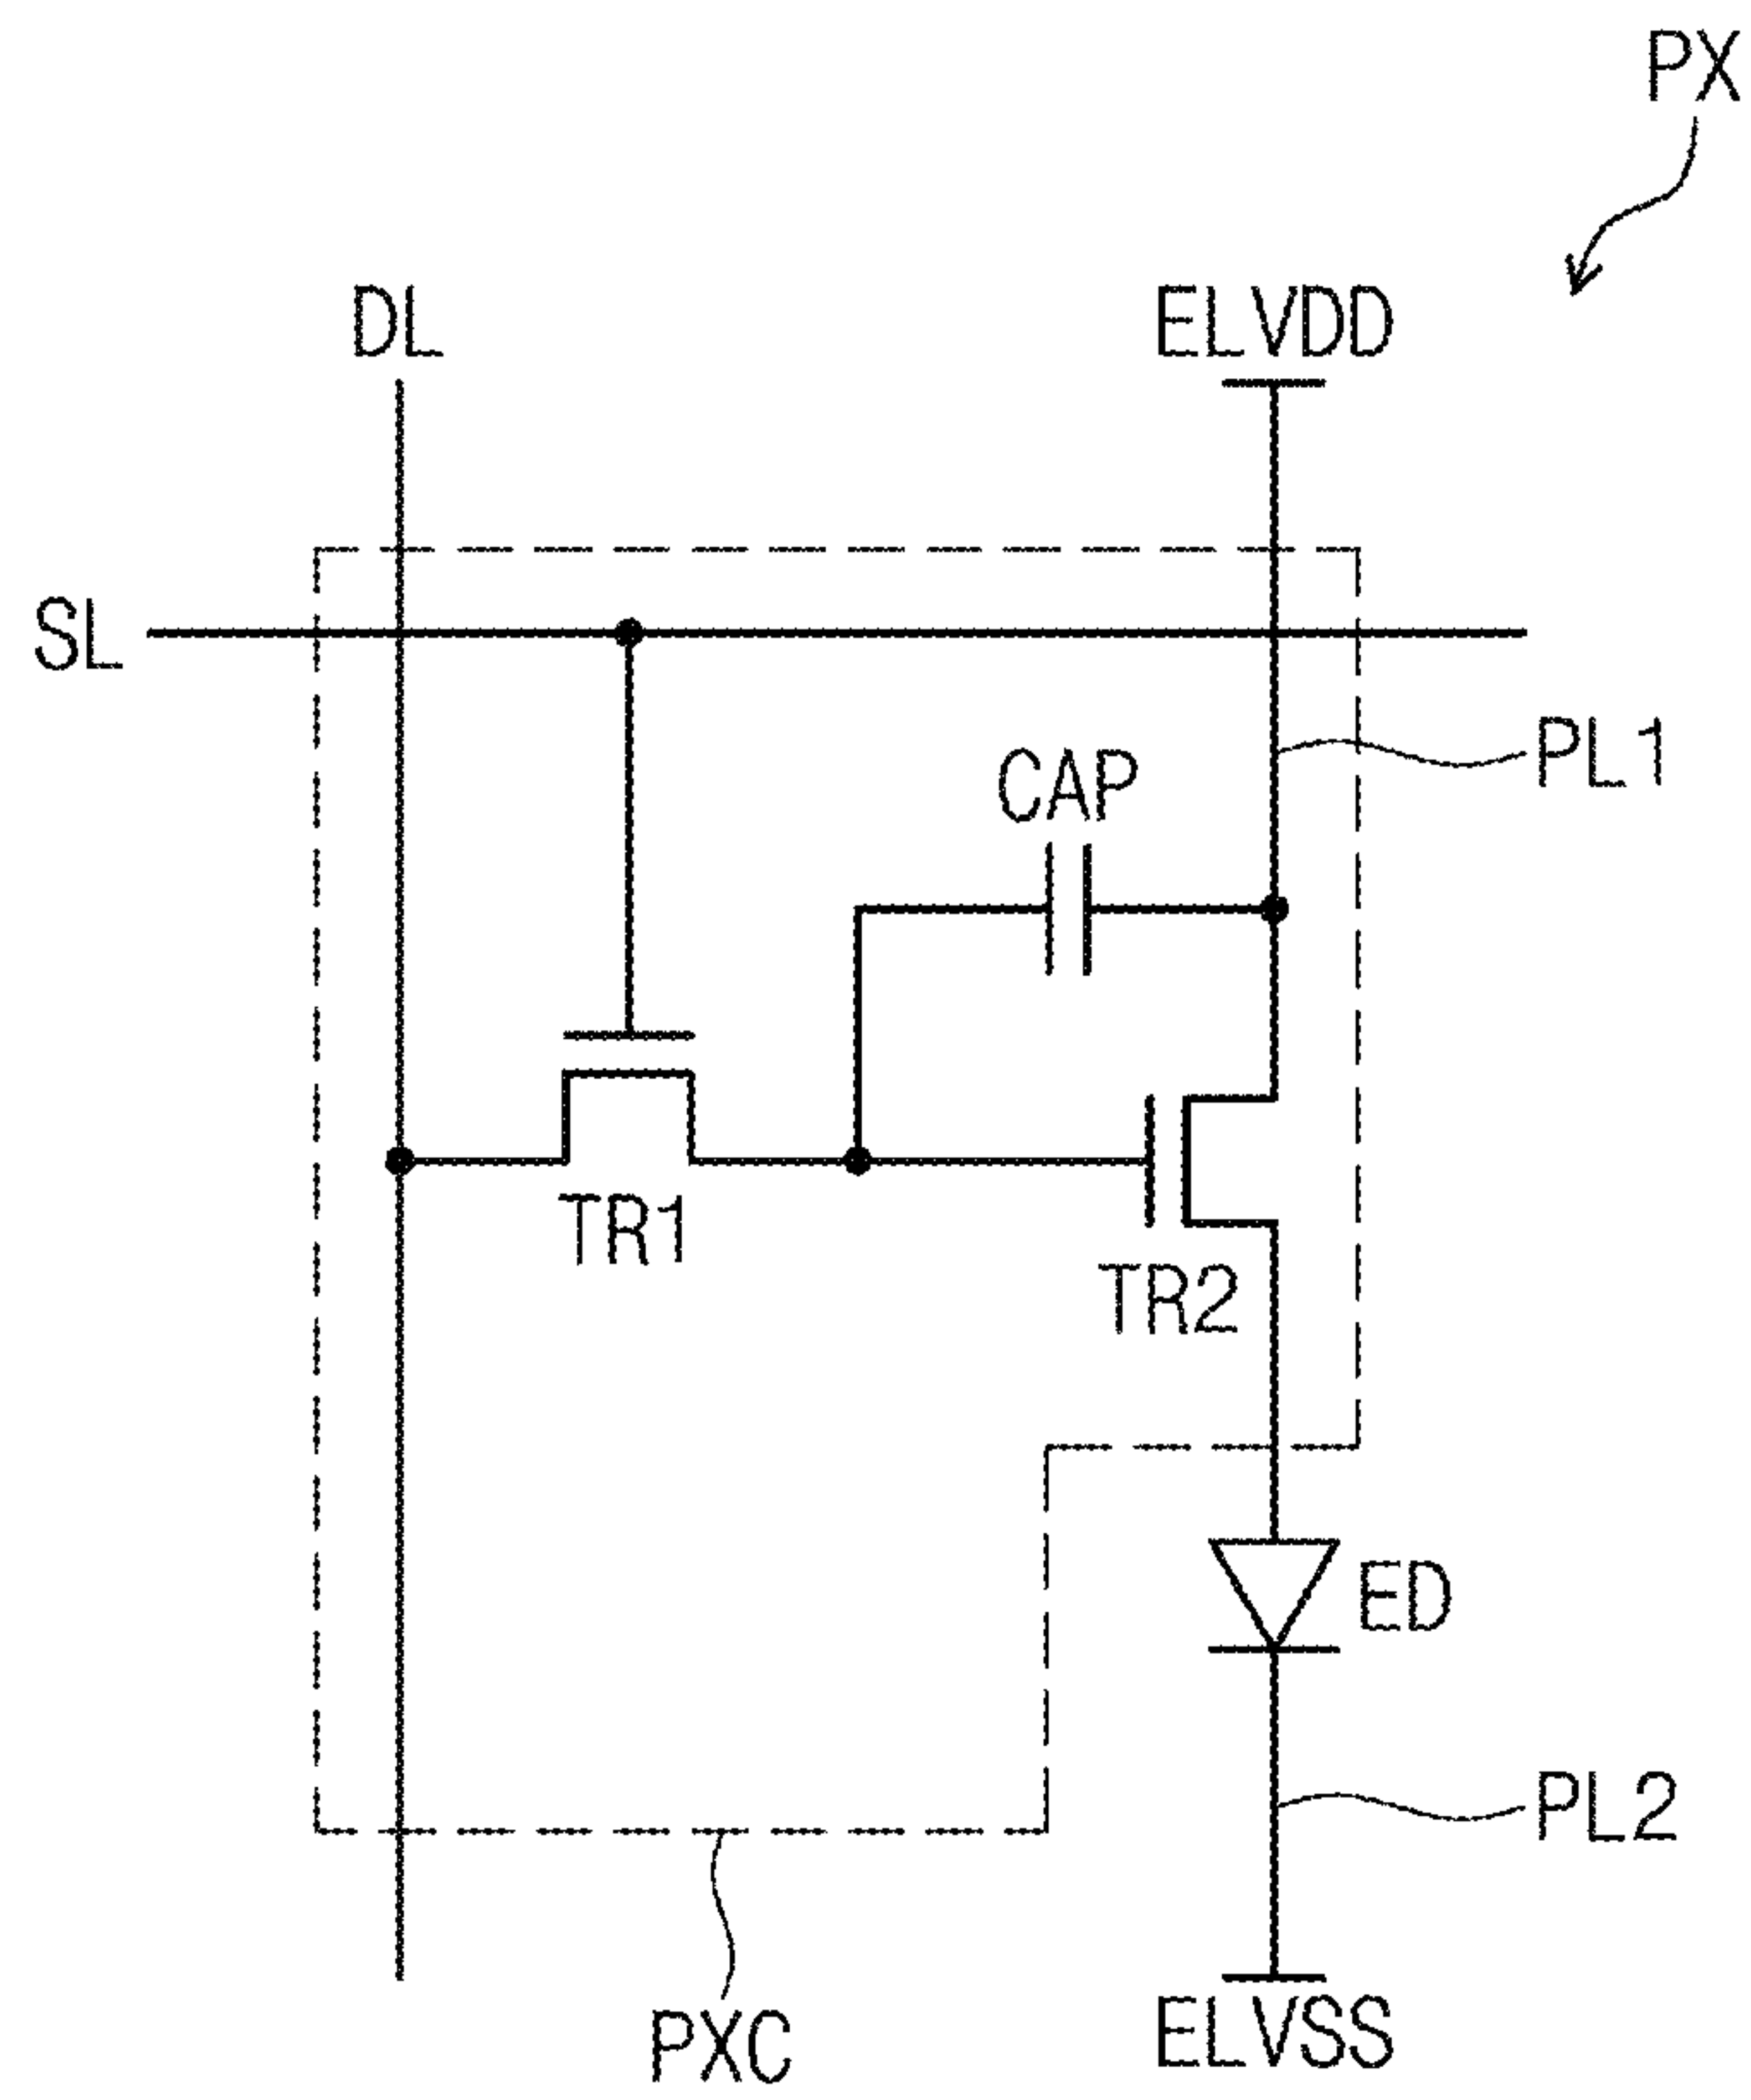 PX
DL
ELVDD
SL
PL1
CAP
TR1
TR2
ED
PL2
PXC
ELVSS